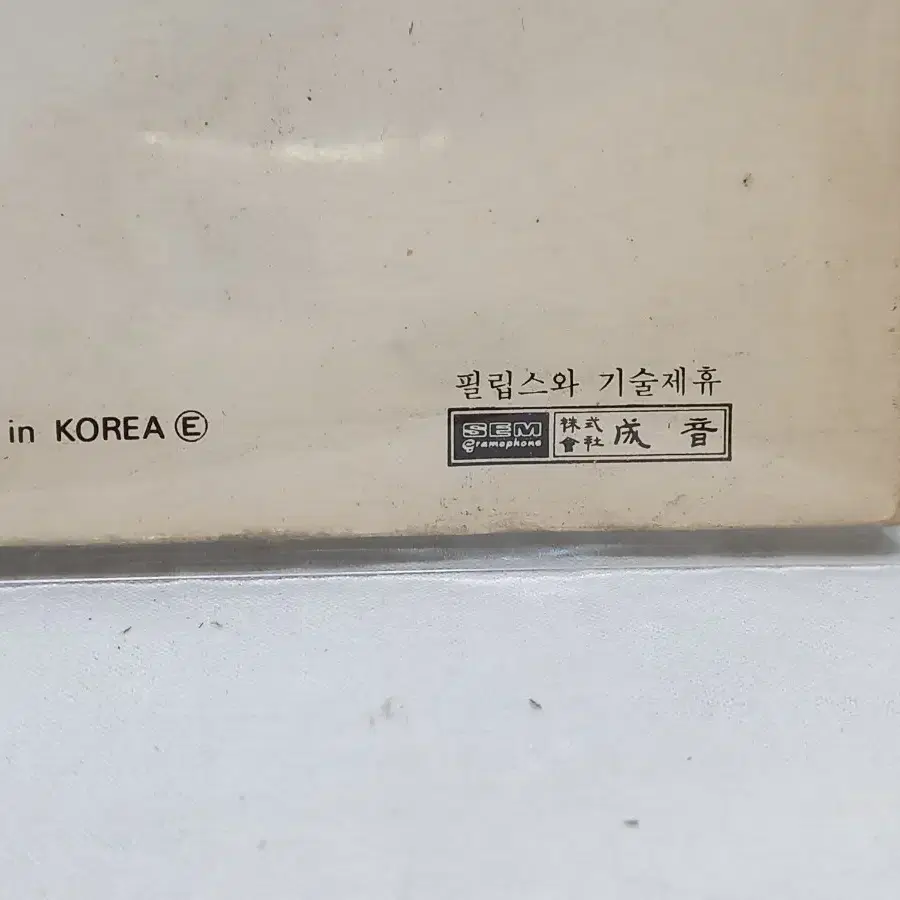 필립스와 기술제휴
in KOREA Ⓔ
SEM
gramophone
株式
會社
成音